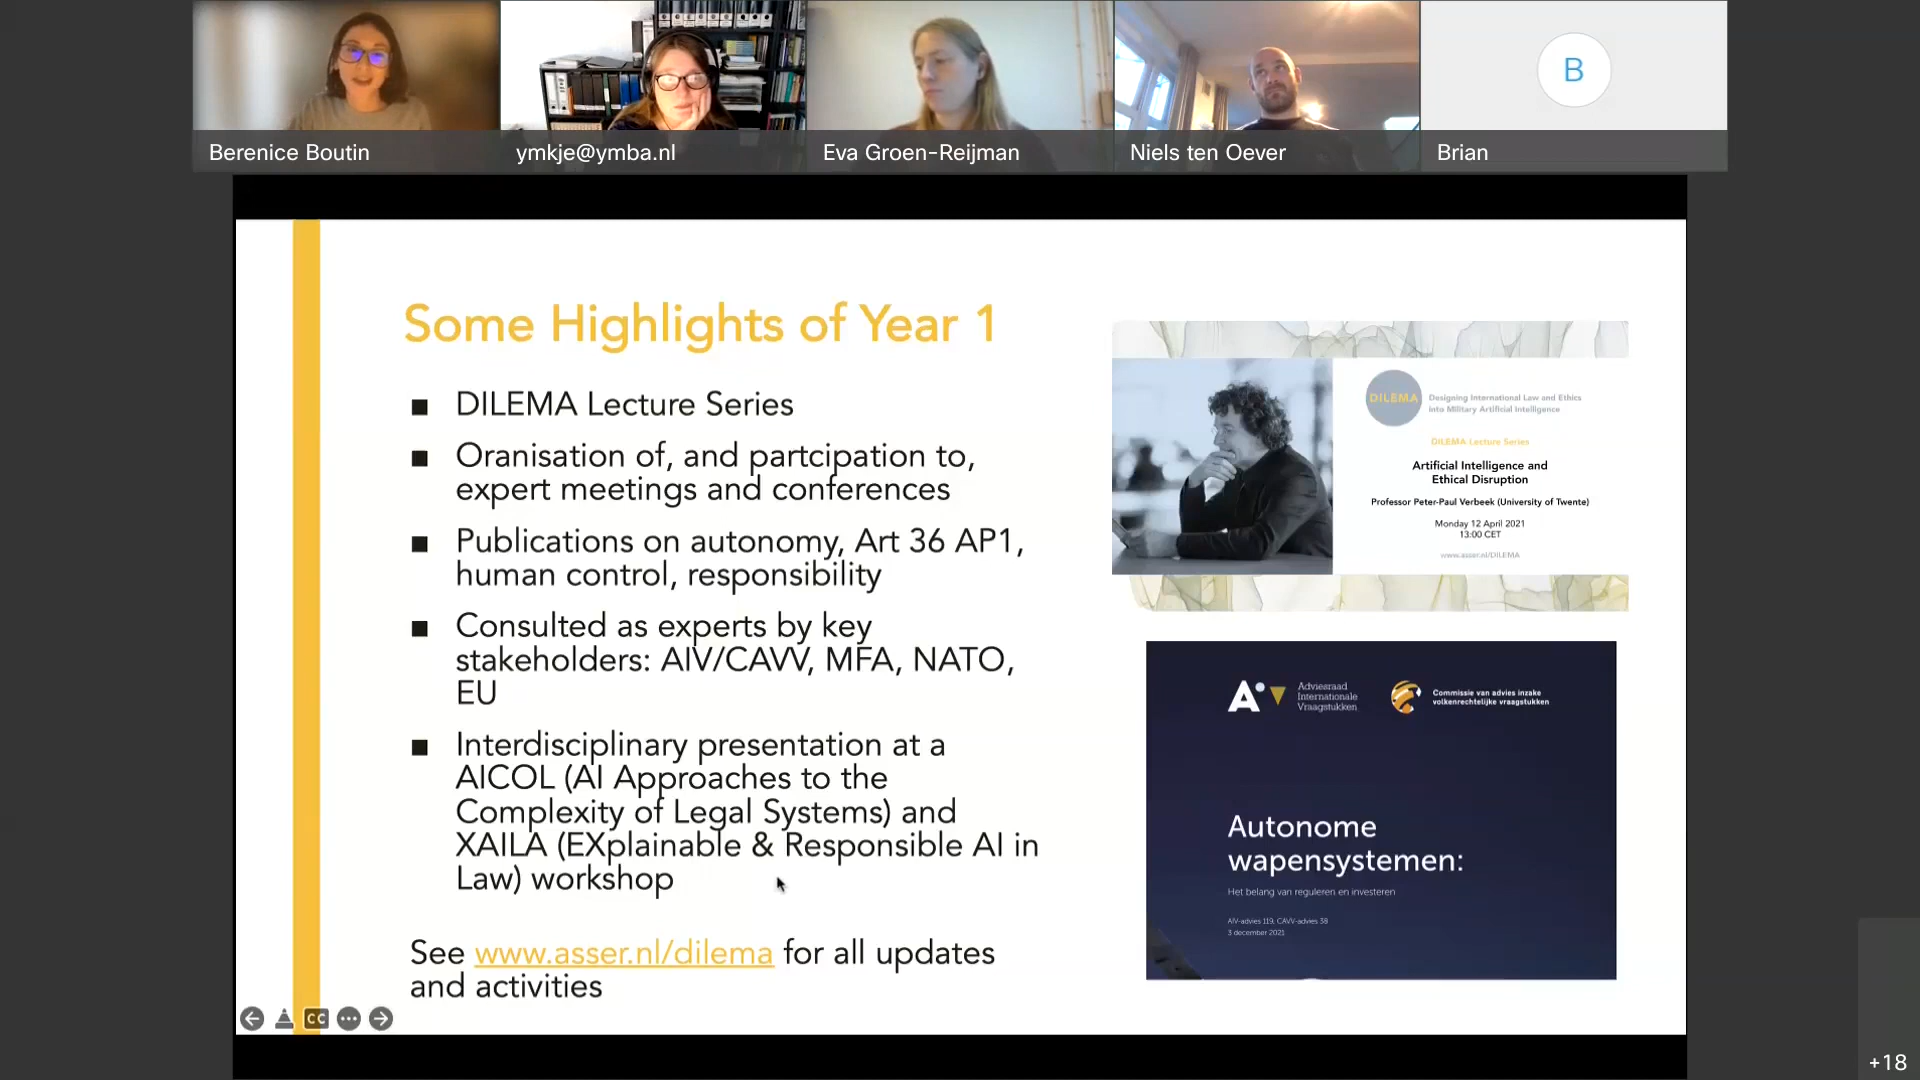 Berenice Boutin
ymkje@ymba.nl
Eva Groen-Reijman
Niels ten Oever
B
Brian
Some Highlights of Year 1
DILEMA Lecture Series
Oranisation of, and partcipation to,
expert meetings and conferences
Publications on autonomy, Art 36 AP1,
human control, responsibility
Consulted as experts by key
stakeholders: AIV/CAVV, MFA, NATO,
EU
Interdisciplinary presentation at a
AICOL (AI Approaches to the
Complexity of Legal Systems) and
XAILA (EXplainable & Responsible AI in
Law) workshop
See www.asser.nl/dilema for all updates
and activities
DILEMA
Designing International Law and Ethics
into Military Artificial Intelligence
DILEMA Lecture Series
Artificial Intelligence and
Ethical Disruption
Professor Peter-Paul Verbeek (University of Twente)
Monday 12 April 2021
13:00 CET
www.asser.nl/DILEMA
Adviesraad
Internationale
Vraagstukken
Commissie van advies inzake
volkenrechtelijke vraagstukken
Autonome
wapensystemen:
Het belang van reguleren en investeren
AIV-advies 119, CAVV-advies 38
3 december 2021
CC
+18